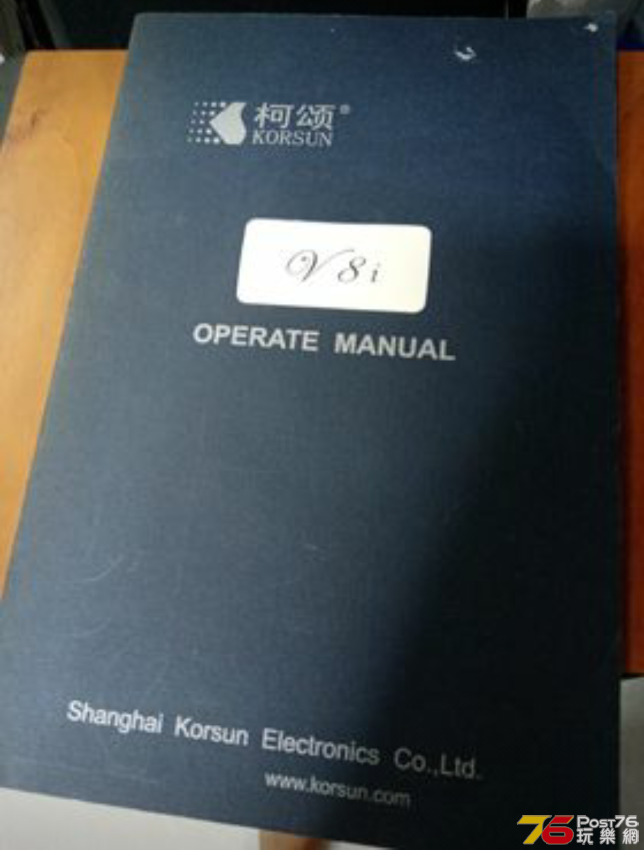 柯颂®
KORSUN
V8i
OPERATE MANUAL
Shanghai Korsun Electronics Co.,Ltd.
www.korsun.com
76 Post76
玩樂網